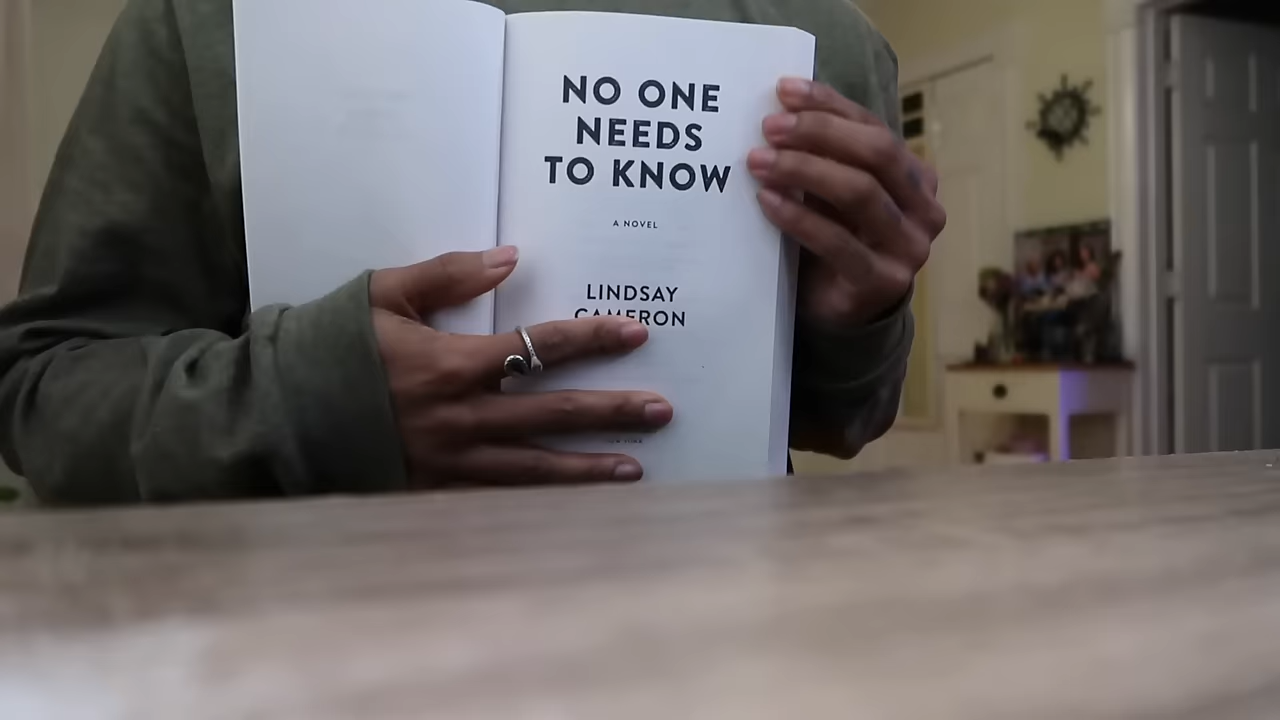 NO ONE
NEEDS
TO KNOW
A NOVEL
LINDSAY
CAMERON